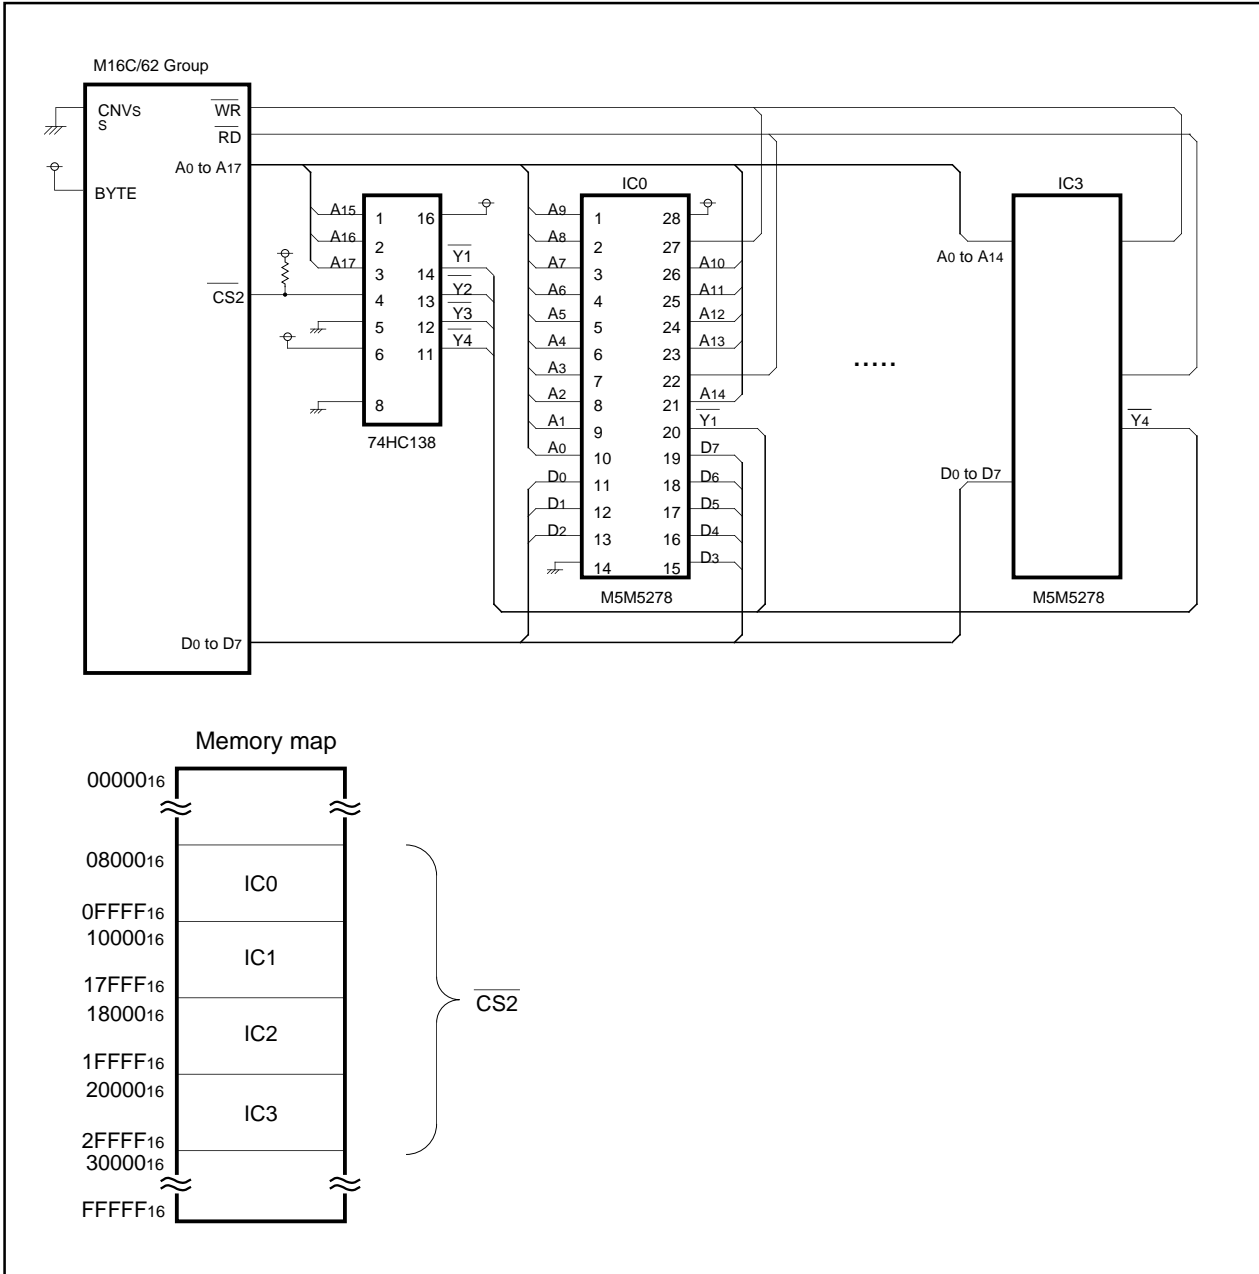 M16C/62 Group
CNVs
S
BYTE
WR
RD
A0 to A17
CS2
D0 to D7
A15
A16
A17
1
2
3
4
5
6
8
16
14
13
12
11
Y1
Y2
Y3
Y4
74HC138
IC0
A9
A8
A7
A6
A5
A4
A3
A2
A1
A0
D0
D1
D2
1
2
3
4
5
6
7
8
9
10
11
12
13
14
28
27
26
25
24
23
22
21
20
19
18
17
16
15
A10
A11
A12
A13
A14
Y1
D7
D6
D5
D4
D3
M5M5278
.....
IC3
A0 to A14
D0 to D7
Y4
M5M5278
Memory map
0000016
0800016
IC0
0FFFF16
1000016
IC1
17FFF16
1800016
IC2
1FFFF16
2000016
IC3
2FFFF16
3000016
FFFFF16
CS2